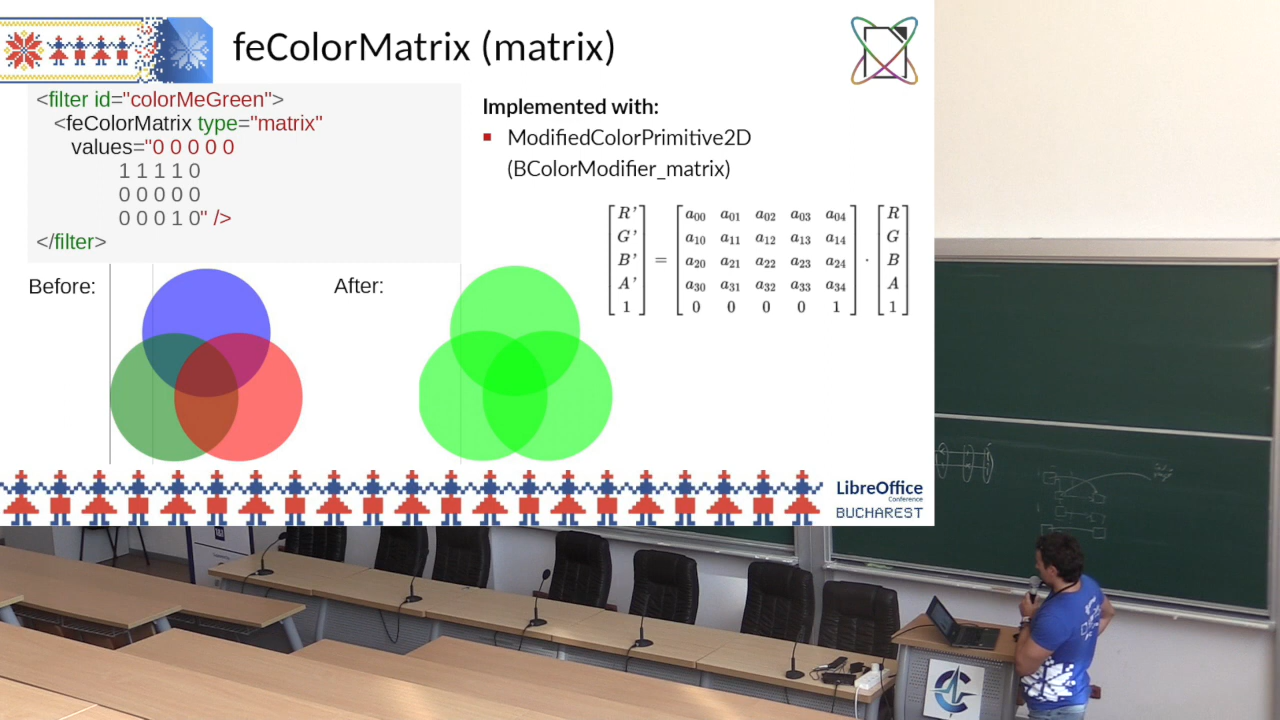 feColorMatrix (matrix)
<filter id="colorMeGreen">
<feColorMatrix type="matrix"
values="0 0 0 0 0
1 1 1 1 0
0 0 0 0 0
0 0 0 1 0" />
</filter>
Before:
After:
Implemented with:
ModifiedColorPrimitive2D
(BColorModifier_matrix)
R’ a00 a01 a02 a03 a04 R
G’ a10 a11 a12 a13 a14 G
B’ = a20 a21 a22 a23 a24 · B
A’ a30 a31 a32 a33 a34 A
1 0 0 0 0 1 1
LibreOffice
Conference
BUCHAREST